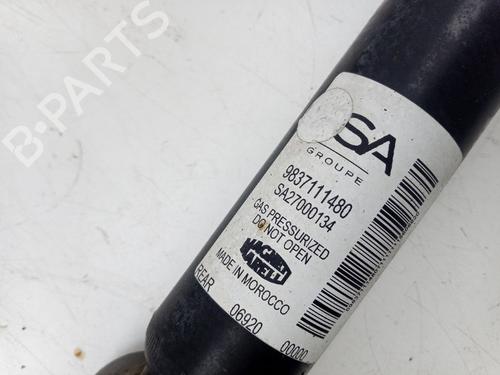 B-PARTS
SA
GROUPE
9837111480
SA27000134
GAS PRESSURIZED
DO NOT OPEN
MAGNETI
MARELLI
MADE IN MOROCCO
REAR 06920 00000